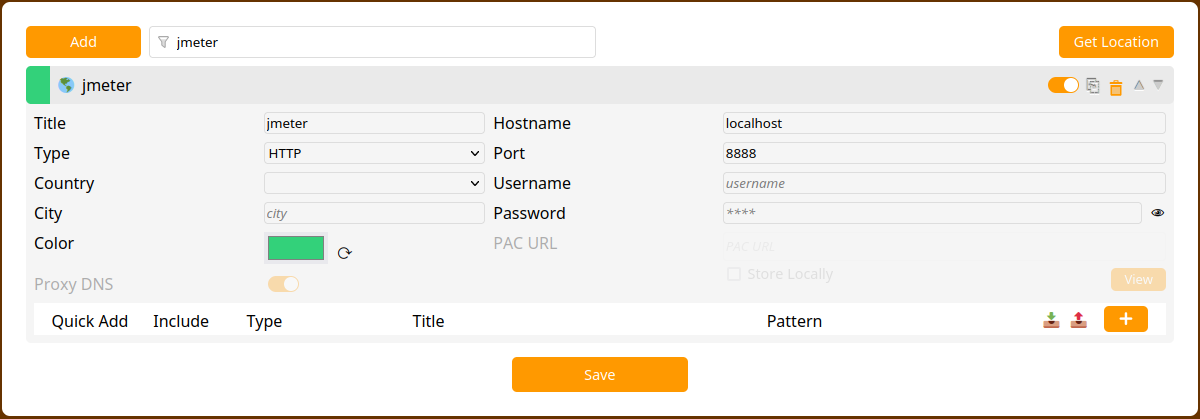 Add
jmeter
Get Location
jmeter
Title jmeter Hostname localhost
Type HTTP Port 8888
Country Username username
City city Password ****
Color PAC URL PAC URL
Store Locally
Proxy DNS View
Quick Add Include Type Title Pattern +
Save